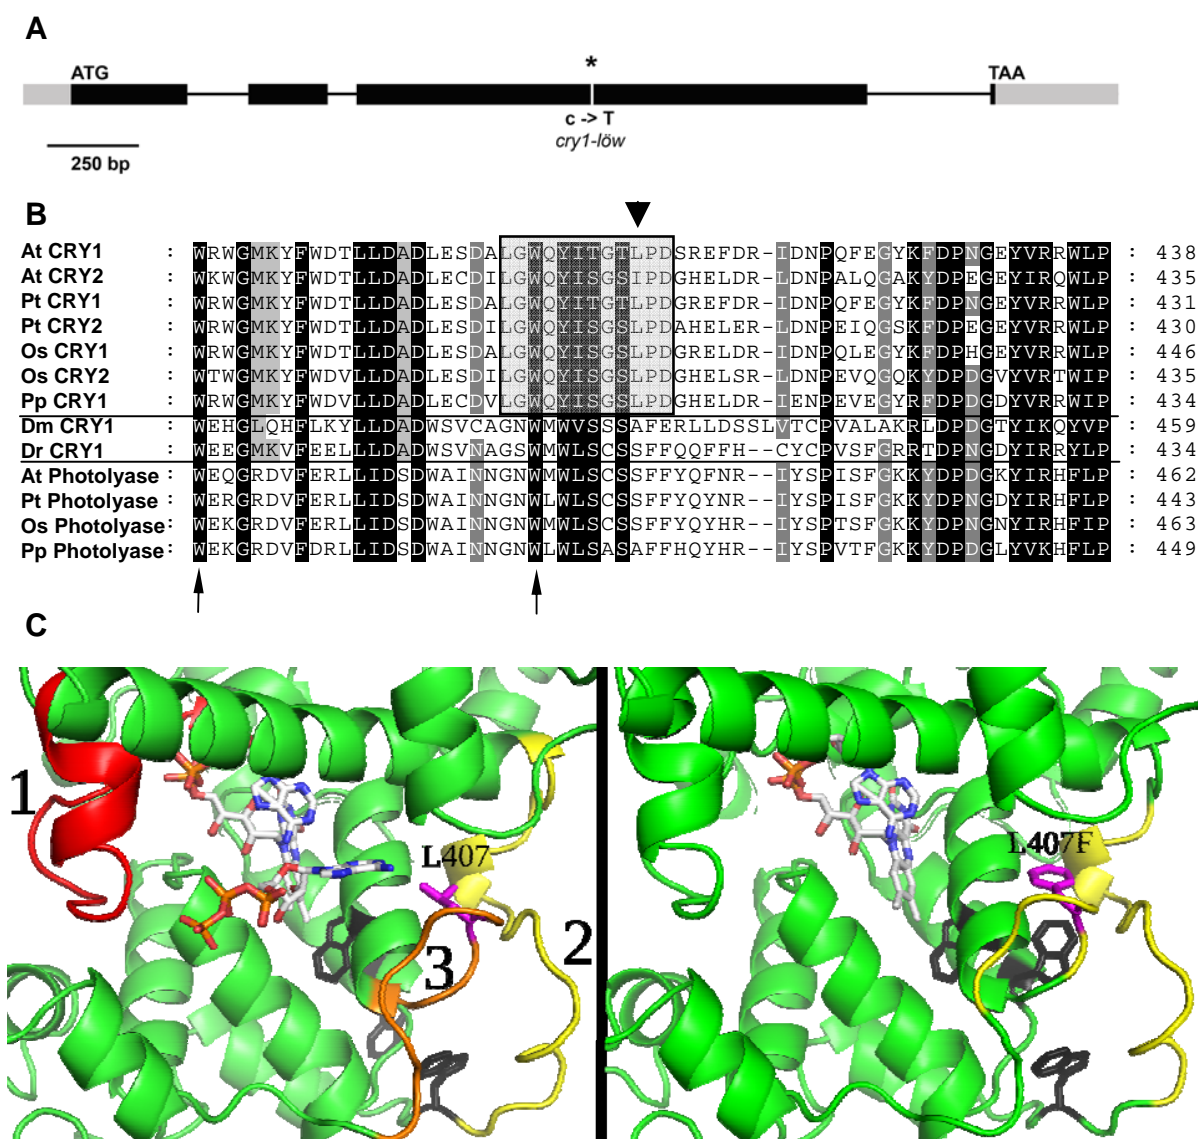 A
*
ATG TAA
c -> T
cry1-löw
250 bp
B
At CRY1 : WRWGMKYFWDTLLDADLESDALGWQYITGTLPDSREFDR-IDNPQFEGYKFDPNGEYVRRWLP : 438
At CRY2 : WKWGMKYFWDTLLDADLECDILGWQYISGSIPDGHELDR-LDNPALQGAKYDPEGEYIRQWLP : 435
Pt CRY1 : WRWGMKYFWDTLLDADLESDALGWQYITGTLPDGREFDR-IDNPQFEGYKFDPNGEYVRRWLP : 431
Pt CRY2 : WRWGMKYFWDTLLDADLESDILGWQYISGSLPDAHELER-LDNPEIQGSKFDPEGEYVRRWLP : 430
Os CRY1 : WRWGMKYFWDTLLDADLESDALGWQYISGSLPDGRELDR-IDNPQLEGYKFDPHGEYVRRWLP : 446
Os CRY2 : WTWGMKYFWDVLLDADLESDILGWQYISGSLPDGHELSR-LDNPEVQGQKYDPDGVYVRTWIP : 435
Pp CRY1 : WRWGMKYFWDTLLDADLECDVLGWQYISGSLPDGHELDR-IENPEVEGYRFDPDGDYVRRWIP : 434
Dm CRY1 : WEHGLQHFLKYLLDADWSVCAGNWMWVSSSAFERLLDSSLVTCPVALAKRLDPDGTYIKQYVP : 459
Dr CRY1 : WEEGMKVFEELLLDADWSVNAGSWMWLSCSSFFQQFFH--CYCPVSFGRRTDPNGDYIRRYLP : 434
At Photolyase : WEQGRDVFERLLIDSDWAINNGNWMWLSCSSFFYQFNR--IYSPISFGKKYDPDGKYIRHFLP : 462
Pt Photolyase : WERGRDVFERLLIDSDWAINNGNWLWLSCSSFFYQYHR--IYSPISFGKKYDPNGDYIRHFLP : 443
Os Photolyase : WEKGRDVFERLLIDSDWAINNGNWMWLSCSSFFYQYHR--IYSPTSFGKKYDPNGNYIRHFIP : 463
Pp Photolyase : WEKGRDVFDRLLIDSDWAINNGNWLWLSASAFFHQYHR--IYSPVTFGKKYDPDGLYVKHFLP : 449
C
1 L407 2 3
L407F